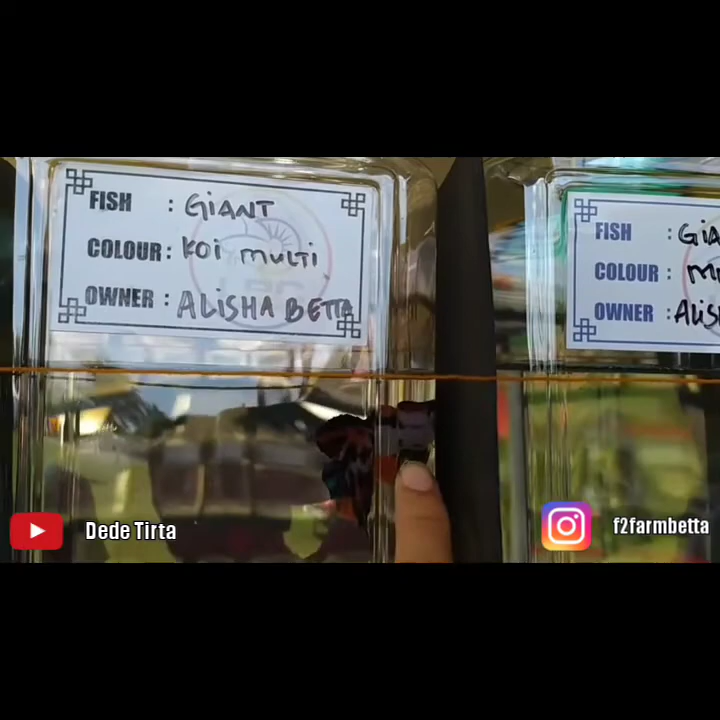 FISH : GiANT
COLOUR : KOi MULTi
OWNER : ALiSHA BETTA
FISH :
COLOUR :
OWNER :
Dede Tirta
f2farmbetta